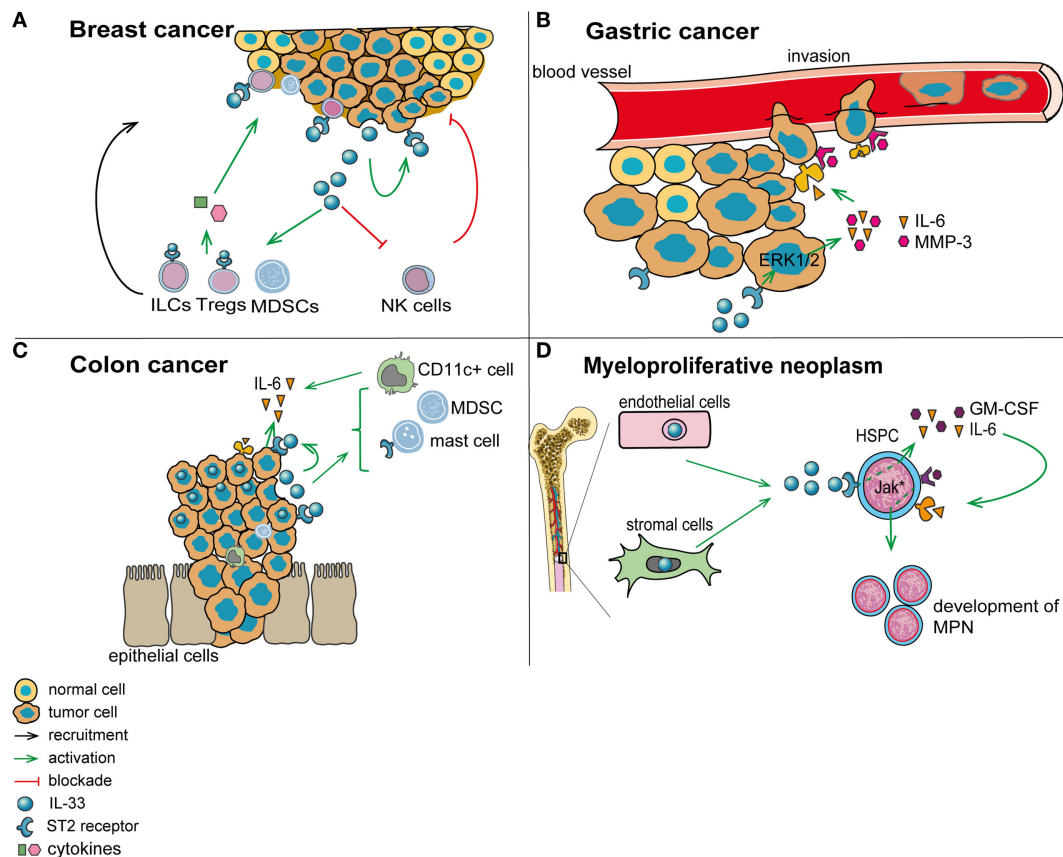 A
Breast cancer
ILCs Tregs MDSCs
NK cells
B
Gastric cancer
invasion
blood vessel
ERK1/2
IL-6
MMP-3
C
Colon cancer
IL-6
CD11c+ cell
MDSC
mast cell
epithelial cells
D
Myeloproliferative neoplasm
endothelial cells
stromal cells
HSPC
Jak*
GM-CSF
IL-6
development of
MPN
normal cell
tumor cell
recruitment
activation
blockade
IL-33
ST2 receptor
cytokines